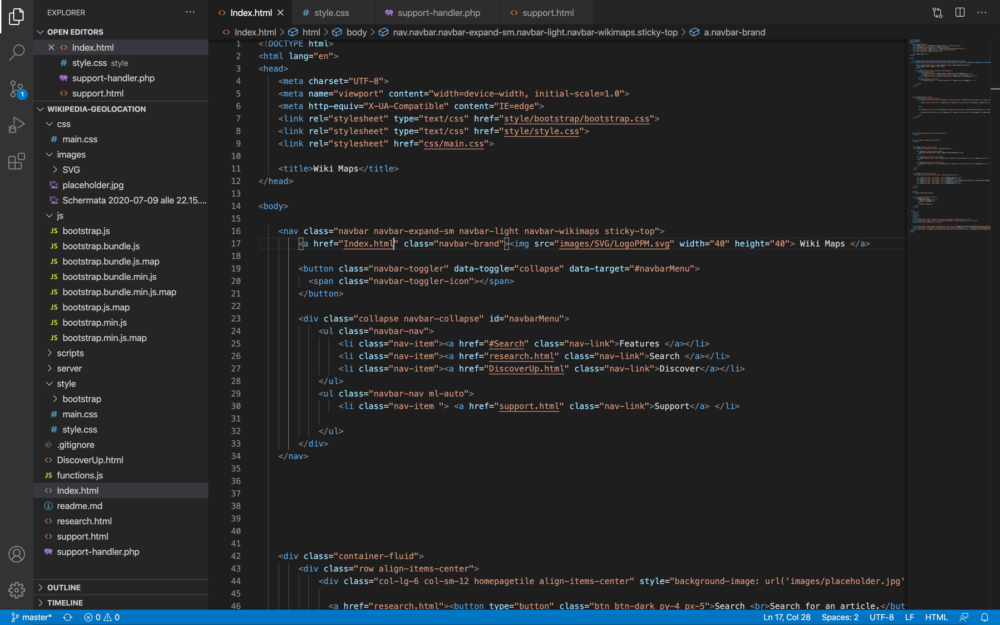 EXPLORER
OPEN EDITORS
Index.html
style.css style
support-handler.php
support.html
1
WIKIPEDIA-GEOLOCATION
css
main.css
images
SVG
placeholder.jpg
Schermata 2020-07-09 alle 22.15....
js
JS bootstrap.js
JS bootstrap.bundle.js
JS bootstrap.bundle.js.map
JS bootstrap.bundle.min.js
JS bootstrap.bundle.min.js.map
JS bootstrap.js.map
JS bootstrap.min.js
JS bootstrap.min.js.map
scripts
server
style
bootstrap
# main.css
# style.css
.gitignore
DiscoverUp.html
JS functions.js
Index.html
readme.md
research.html
support.html
support-handler.php
OUTLINE
TIMELINE
Index.html
# style.css
support-handler.php
support.html
Index.html > html > body > nav.navbar.navbar-expand-sm.navbar-light.navbar-wikimaps.sticky-top > a.navbar-brand
1 <!DOCTYPE html>
2 <html lang="en">
3 <head>
4 <meta charset="UTF-8">
5 <meta name="viewport" content="width=device-width, initial-scale=1.0">
6 <meta http-equiv="X-UA-Compatible" content="IE=edge">
7 <link rel="stylesheet" type="text/css" href="style/bootstrap/bootstrap.css">
8 <link rel="stylesheet" type="text/css" href="style/style.css">
9 <link rel="stylesheet" href="css/main.css">
10
11 <title>Wiki Maps</title>
12 </head>
13
14 <body>
15
16 <nav class="navbar navbar-expand-sm navbar-light navbar-wikimaps sticky-top">
17 <a href="Index.html" class="navbar-brand"><img src="images/SVG/LogoPPM.svg" width="40" height="40"> Wiki Maps </a>
18
19 <button class="navbar-toggler" data-toggle="collapse" data-target="#navbarMenu">
20 <span class="navbar-toggler-icon"></span>
21 </button>
22
23 <div class="collapse navbar-collapse" id="navbarMenu">
24 <ul class="navbar-nav">
25 <li class="nav-item"><a href="#Search" class="nav-link">Features </a></li>
26 <li class="nav-item"><a href="research.html" class="nav-link">Search </a></li>
27 <li class="nav-item"><a href="DiscoverUp.html" class="nav-link">Discover</a></li>
28 </ul>
29 <ul class="navbar-nav ml-auto">
30 <li class="nav-item "> <a href="support.html" class="nav-link">Support</a> </li>
31
32 </ul>
33 </div>
34 </nav>
35
36
37
38
39
40
41
42 <div class="container-fluid">
43 <div class="row align-items-center">
44 <div class="col-lg-6 col-sm-12 homepagetile align-items-center" style="background-image: url('images/placeholder.jpg'
45
46 <a href="research.html"><button type="button" class="btn btn-dark py-4 px-5">Search <br>Search for an article.</but
master* 0 0
Ln 17, Col 28 Spaces: 2 UTF-8 LF HTML